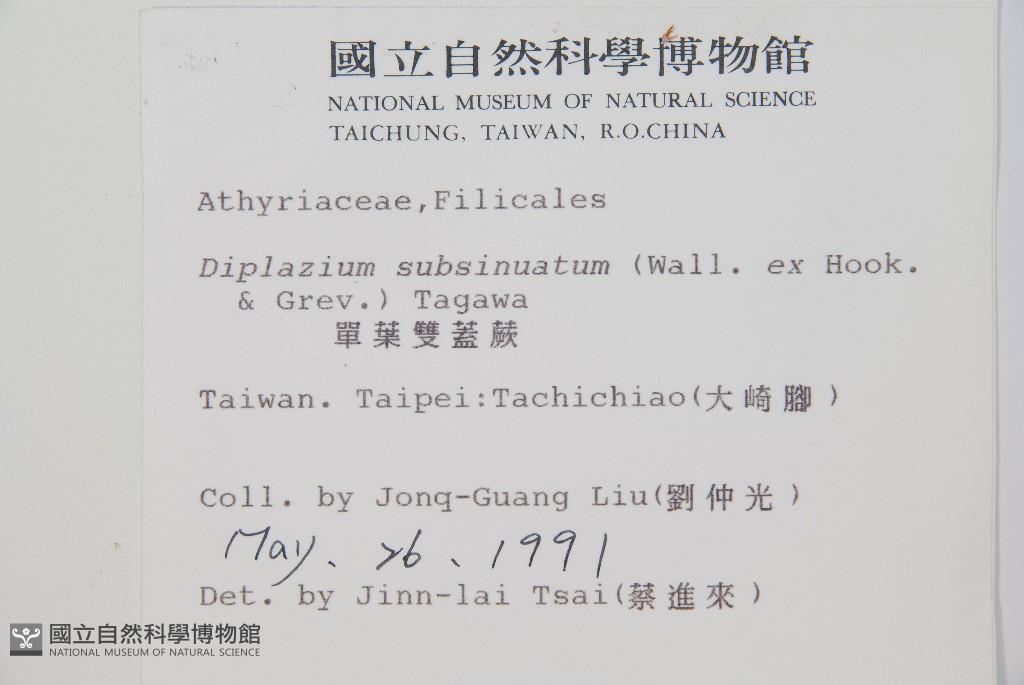 國立自然科學博物館
NATIONAL MUSEUM OF NATURAL SCIENCE
TAICHUNG, TAIWAN, R.O.CHINA
Athyriaceae,Filicales
Diplazium subsinuatum (Wall. ex Hook.
& Grev.) Tagawa
單葉雙蓋蕨
Taiwan. Taipei:Tachichiao(大崎腳)
Coll. by Jonq-Guang Liu(劉仲光)
May、26、1991
Det. by Jinn-lai Tsai(蔡進來)
國立自然科學博物館
NATIONAL MUSEUM OF NATURAL SCIENCE